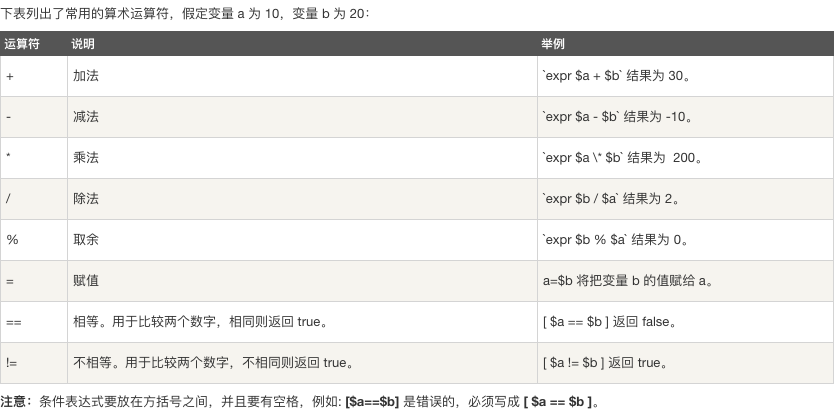 下表列出了常用的算术运算符，假定变量 a 为 10，变量 b 为 20：
运算符 说明 举例
+ 加法 `expr $a + $b` 结果为 30。
- 减法 `expr $a - $b` 结果为 -10。
* 乘法 `expr $a \* $b` 结果为  200。
/ 除法 `expr $b / $a` 结果为 2。
% 取余 `expr $b % $a` 结果为 0。
= 赋值 a=$b 将把变量 b 的值赋给 a。
== 相等。用于比较两个数字，相同则返回 true。 [ $a == $b ] 返回 false。
!= 不相等。用于比较两个数字，不相同则返回 true。 [ $a != $b ] 返回 true。
注意：条件表达式要放在方括号之间，并且要有空格，例如: [$a==$b] 是错误的，必须写成 [ $a == $b ]。